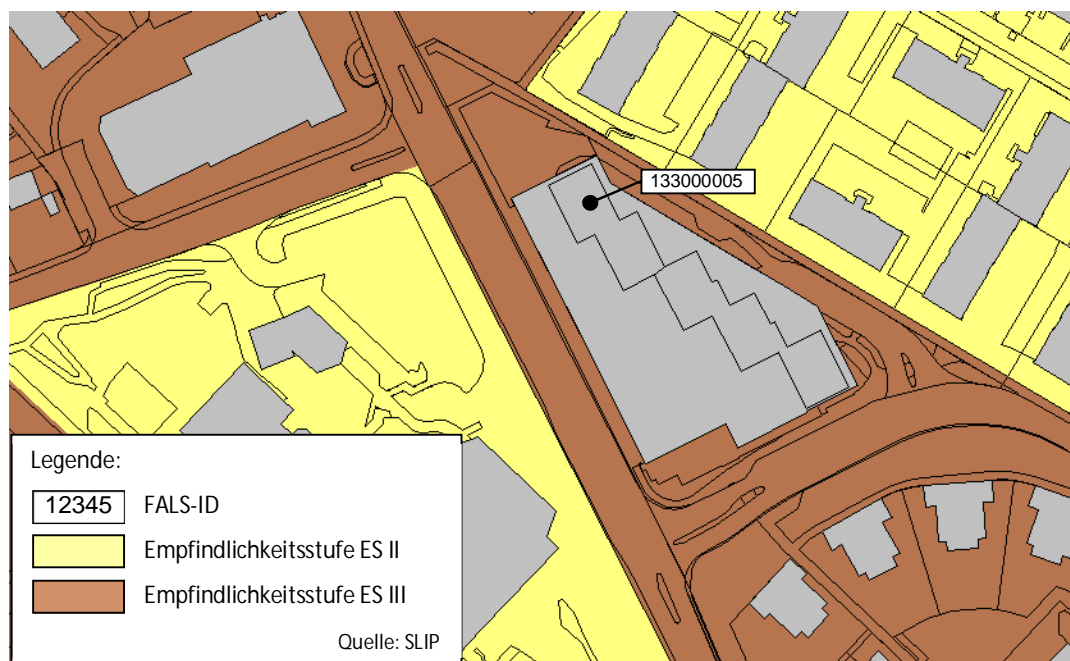 133000005
Legende:
12345 FALS-ID
Empfindlichkeitsstufe ES II
Empfindlichkeitsstufe ES III
Quelle: SLIP